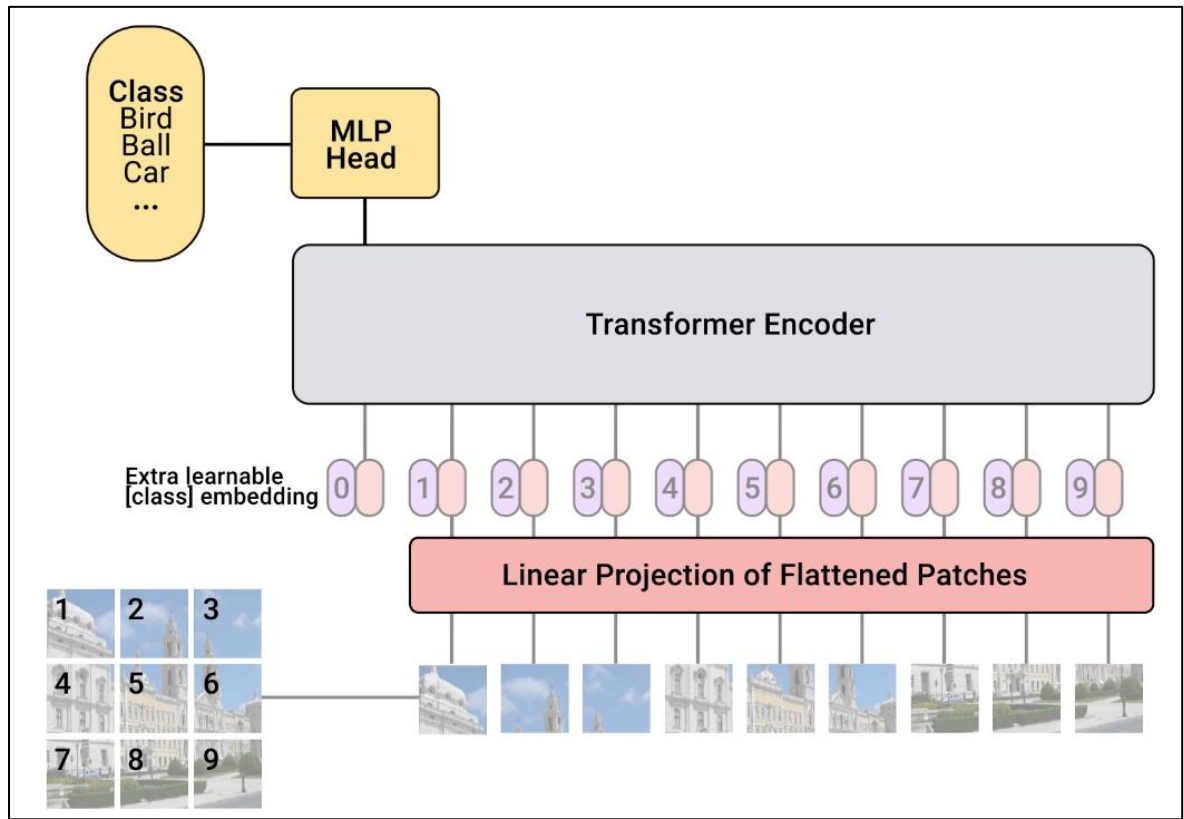 Class
Bird
Ball
Car
...
MLP
Head
Transformer Encoder
Extra learnable
[class] embedding
0 1 2 3 4 5 6 7 8 9
Linear Projection of Flattened Patches
1 2 3
4 5 6
7 8 9